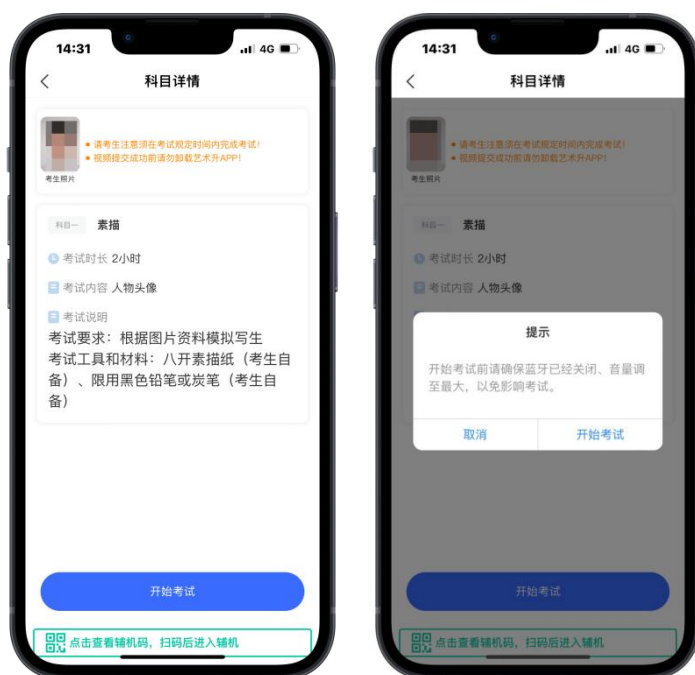 14:31
4G
科目详情
• 请考生注意须在考试规定时间内完成考试!
• 视频提交成功前请勿卸载艺术升APP!
考生照片
科目一 素描
考试时长 2小时
考试内容 人物头像
考试说明
考试要求：根据图片资料模拟写生
考试工具和材料：八开素描纸（考生自
备）、限用黑色铅笔或炭笔（考生自
备）
开始考试
点击查看辅机码，扫码后进入辅机
14:31
4G
科目详情
• 请考生注意须在考试规定时间内完成考试!
• 视频提交成功前请勿卸载艺术升APP!
考生照片
科目一 素描
考试时长 2小时
考试内容 人物头像
提示
开始考试前请确保蓝牙已经关闭、音量调
至最大，以免影响考试。
取消 开始考试
开始考试
点击查看辅机码，扫码后进入辅机